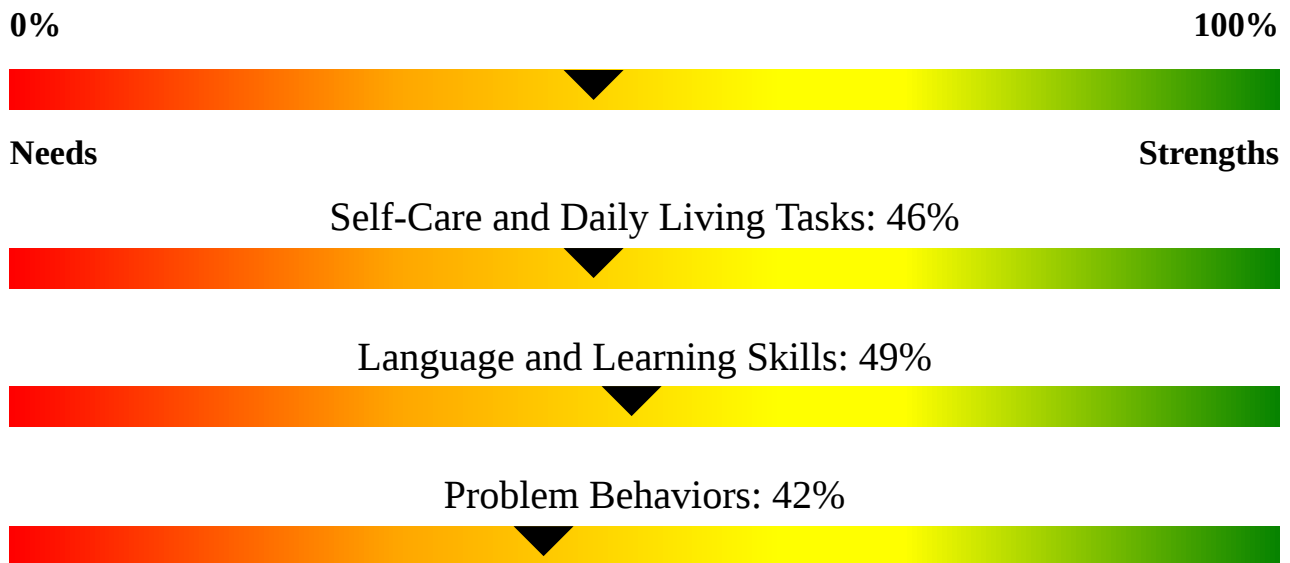 0% 100%
Needs Strengths
Self-Care and Daily Living Tasks: 46%
Language and Learning Skills: 49%
Problem Behaviors: 42%